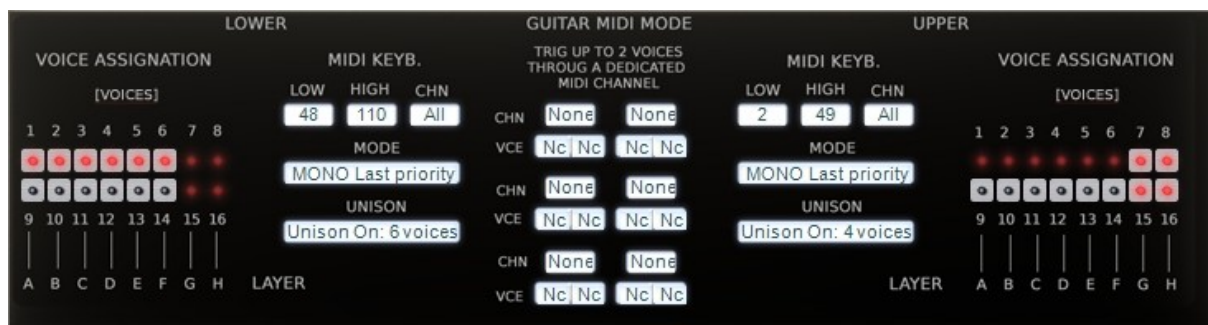 LOWER
GUITAR MIDI MODE
UPPER
VOICE ASSIGNATION
[VOICES]
1 2 3 4 5 6 7 8
9 10 11 12 13 14 15 16
A B C D E F G H
LAYER
MIDI KEYB.
LOW HIGH CHN
48 110 All
MODE
MONO Last priority
UNISON
Unison On: 6 voices
TRIG UP TO 2 VOICES
THROUG A DEDICATED
MIDI CHANNEL
CHN None None
VCE Nc Nc Nc Nc
CHN None None
VCE Nc Nc Nc Nc
CHN None None
VCE Nc Nc Nc Nc
MIDI KEYB.
LOW HIGH CHN
2 49 All
MODE
MONO Last priority
UNISON
Unison On: 4 voices
LAYER
VOICE ASSIGNATION
[VOICES]
1 2 3 4 5 6 7 8
9 10 11 12 13 14 15 16
A B C D E F G H